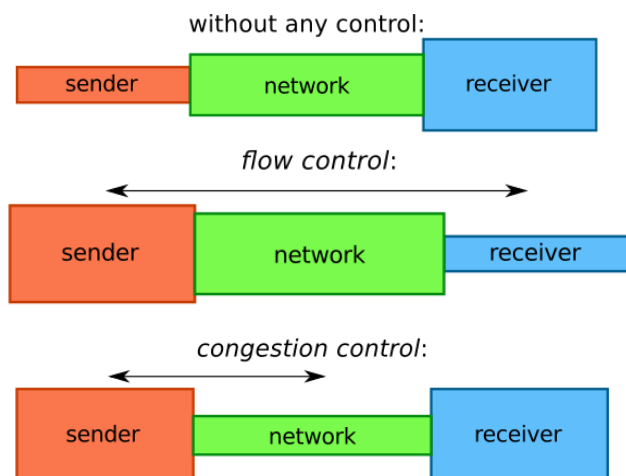 without any control:
sender network receiver
flow control:
sender network receiver
congestion control:
sender network receiver